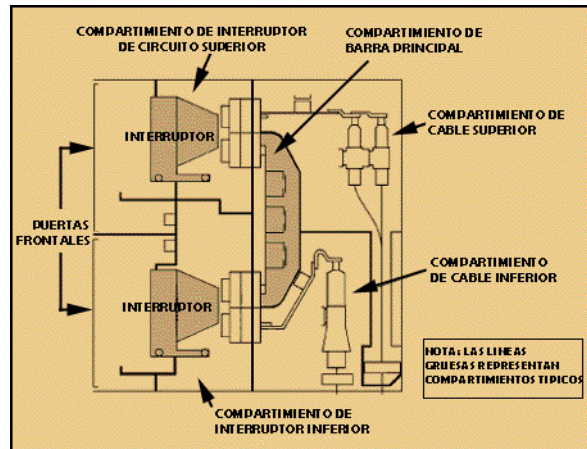 COMPARTIMIENTO DE INTERRUPTOR
DE CIRCUITO SUPERIOR
COMPARTIMIENTO DE
BARRA PRINCIPAL
INTERRUPTOR
COMPARTIMIENTO DE
CABLE SUPERIOR
PUERTAS
FRONTALES
COMPARTIMIENTO
DE CABLE INFERIOR
INTERRUPTOR
NOTA: LAS LINEAS
GRUESAS REPRESENTAN
COMPARTIMIENTOS TIPICOS
COMPARTIMIENTO DE
INTERRUPTOR INFERIOR